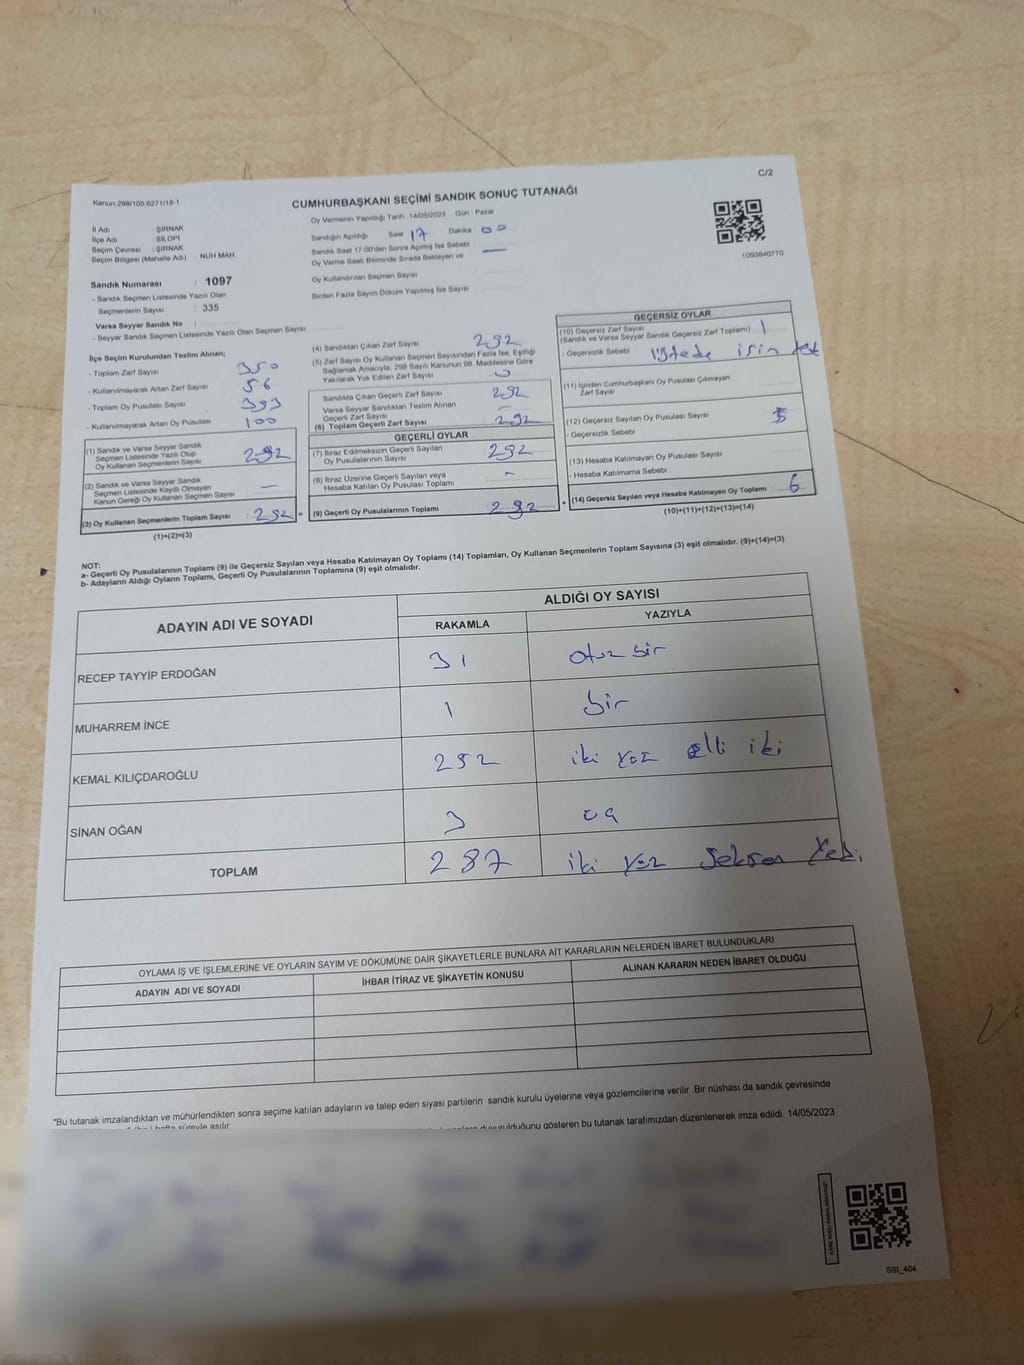 C/2
Kanun,298/105,6271/16-1
CUMHURBAŞKANI SEÇİMİ SANDIK SONUÇ TUTANAĞI
Oy Vermenin Yapıldığı Tarih : 14/05/2023 Gün : Pazar
İl Adı : ŞIRNAK
İlçe Adı : SİLOPİ
Seçim Çevresi : ŞIRNAK
Seçim Bölgesi (Mahalle Adı) NUH MAH.
Sandığın Açıldığı Saat 17 Dakika 00
Sandık Saat 17:00'den Sonra Açılmış İse Sebebi —
Oy Verme Saati Bitiminde Sırada Bekleyen ve
Oy Kullandırılan Seçmen Sayısı
Birden Fazla Sayım Döküm Yapılmış İse Sayısı
1093840770
Sandık Numarası : 1097
- Sandık Seçmen Listesinde Yazılı Olan
Seçmenlerin Sayısı : 335
Varsa Seyyar Sandık No
- Seyyar Sandık Seçmen Listesinde Yazılı Olan Seçmen Sayısı
İlçe Seçim Kurulundan Teslim Alınan;
- Toplam Zarf Sayısı 350
- Kullanılmayarak Artan Zarf Sayısı 56
- Toplam Oy Pusulası Sayısı 393
- Kullanılmayarak Artan Oy Pusulası 100
(1) Sandık ve Varsa Seyyar Sandık
Seçmen Listesinde Yazılı Olup
Oy Kullanan Seçmenlerin Sayısı 292
(2) Sandık ve Varsa Seyyar Sandık
Seçmen Listesinde Kayıtlı Olmayan
Kanun Gereği Oy Kullanan Seçmen Sayısı —
(3) Oy Kullanan Seçmenlerin Toplam Sayısı : 292 =
(1)+(2)=(3)
(4) Sandıktan Çıkan Zarf Sayısı 292
(5) Zarf Sayısı Oy Kullanan Seçmen Sayısından Fazla İse, Eşitliği
Sağlamak Amacıyla, 298 Sayılı Kanunun 98. Maddesine Göre
Yakılarak Yok Edilen Zarf Sayısı
Sandıkta Çıkan Geçerli Zarf Sayısı 292
Varsa Seyyar Sandıktan Teslim Alınan
Geçerli Zarf Sayısı —
(6) Toplam Geçerli Zarf Sayısı 292
GEÇERLİ OYLAR
(7) İtiraz Edilmeksizin Geçerli Sayılan
Oy Pusulalarının Sayısı 292
(8) İtiraz Üzerine Geçerli Sayılan veya
Hesaba Katılan Oy Pusulası Toplamı —
(9) Geçerli Oy Pusulalarının Toplamı 292 +
GEÇERSİZ OYLAR
(10) Geçersiz Zarf Sayısı
(Sandık ve Varsa Seyyar Sandık Geçersiz Zarf Toplamı) 1
- Geçersizlik Sebebi
(11) İçinden Cumhurbaşkanı Oy Pusulası Çıkmayan
Zarf Sayısı
(12) Geçersiz Sayılan Oy Pusulası Sayısı 5
- Geçersizlik Sebebi
(13) Hesaba Katılmayan Oy Pusulası Sayısı
- Hesaba Katılmama Sebebi
(14) Geçersiz Sayılan veya Hesaba Katılmayan Oy Toplamı 6
(10)+(11)+(12)+(13)=(14)
NOT:
a- Geçerli Oy Pusulalarının Toplamı (9) ile Geçersiz Sayılan veya Hesaba Katılmayan Oy Toplamı (14) Toplamları, Oy Kullanan Seçmenlerin Toplam Sayısına (3) eşit olmalıdır. (9)+(14)=(3)
b- Adayların Aldığı Oyların Toplamı, Geçerli Oy Pusulalarının Toplamına (9) eşit olmalıdır.
ADAYIN ADI VE SOYADI
ALDIĞI OY SAYISI
RAKAMLA YAZIYLA
RECEP TAYYİP ERDOĞAN 31 otuz bir
MUHARREM İNCE 1 bir
KEMAL KILIÇDAROĞLU 252 iki yüz elli iki
SİNAN OĞAN 3 üç
TOPLAM 287 iki yüz seksen yedi
OYLAMA İŞ VE İŞLEMLERİNE VE OYLARIN SAYIM VE DÖKÜMÜNE DAİR ŞİKAYETLERLE BUNLARA AİT KARARLARIN NELERDEN İBARET BULUNDUKLARI
ADAYIN ADI VE SOYADI
İHBAR İTİRAZ VE ŞİKAYETİN KONUSU
ALINAN KARARIN NEDEN İBARET OLDUĞU
*Bu tutanak imzalandıktan ve mühürlendikten sonra seçime katılan adayların ve talep eden siyasi partilerin sandık kurulu üyelerine veya gözlemcilerine verilir. Bir nüshası da sandık çevresinde
hafta süreyle asılır.
duyurulduğunu gösteren bu tutanak tarafımızdan düzenlenerek imza edildi. 14/05/2023
SSI_404